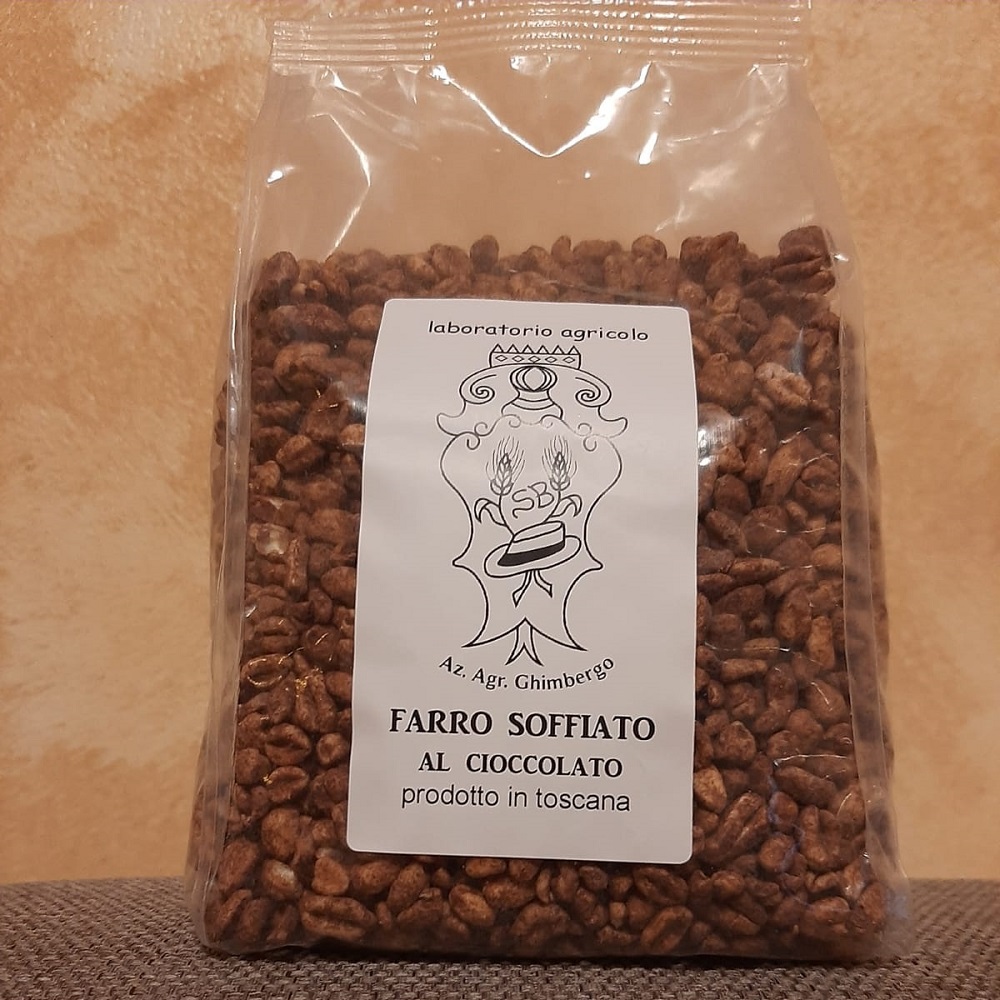 laboratorio agricolo
SB
Az. Agr. Ghimbergo
FARRO SOFFIATO
AL CIOCCOLATO
prodotto in toscana